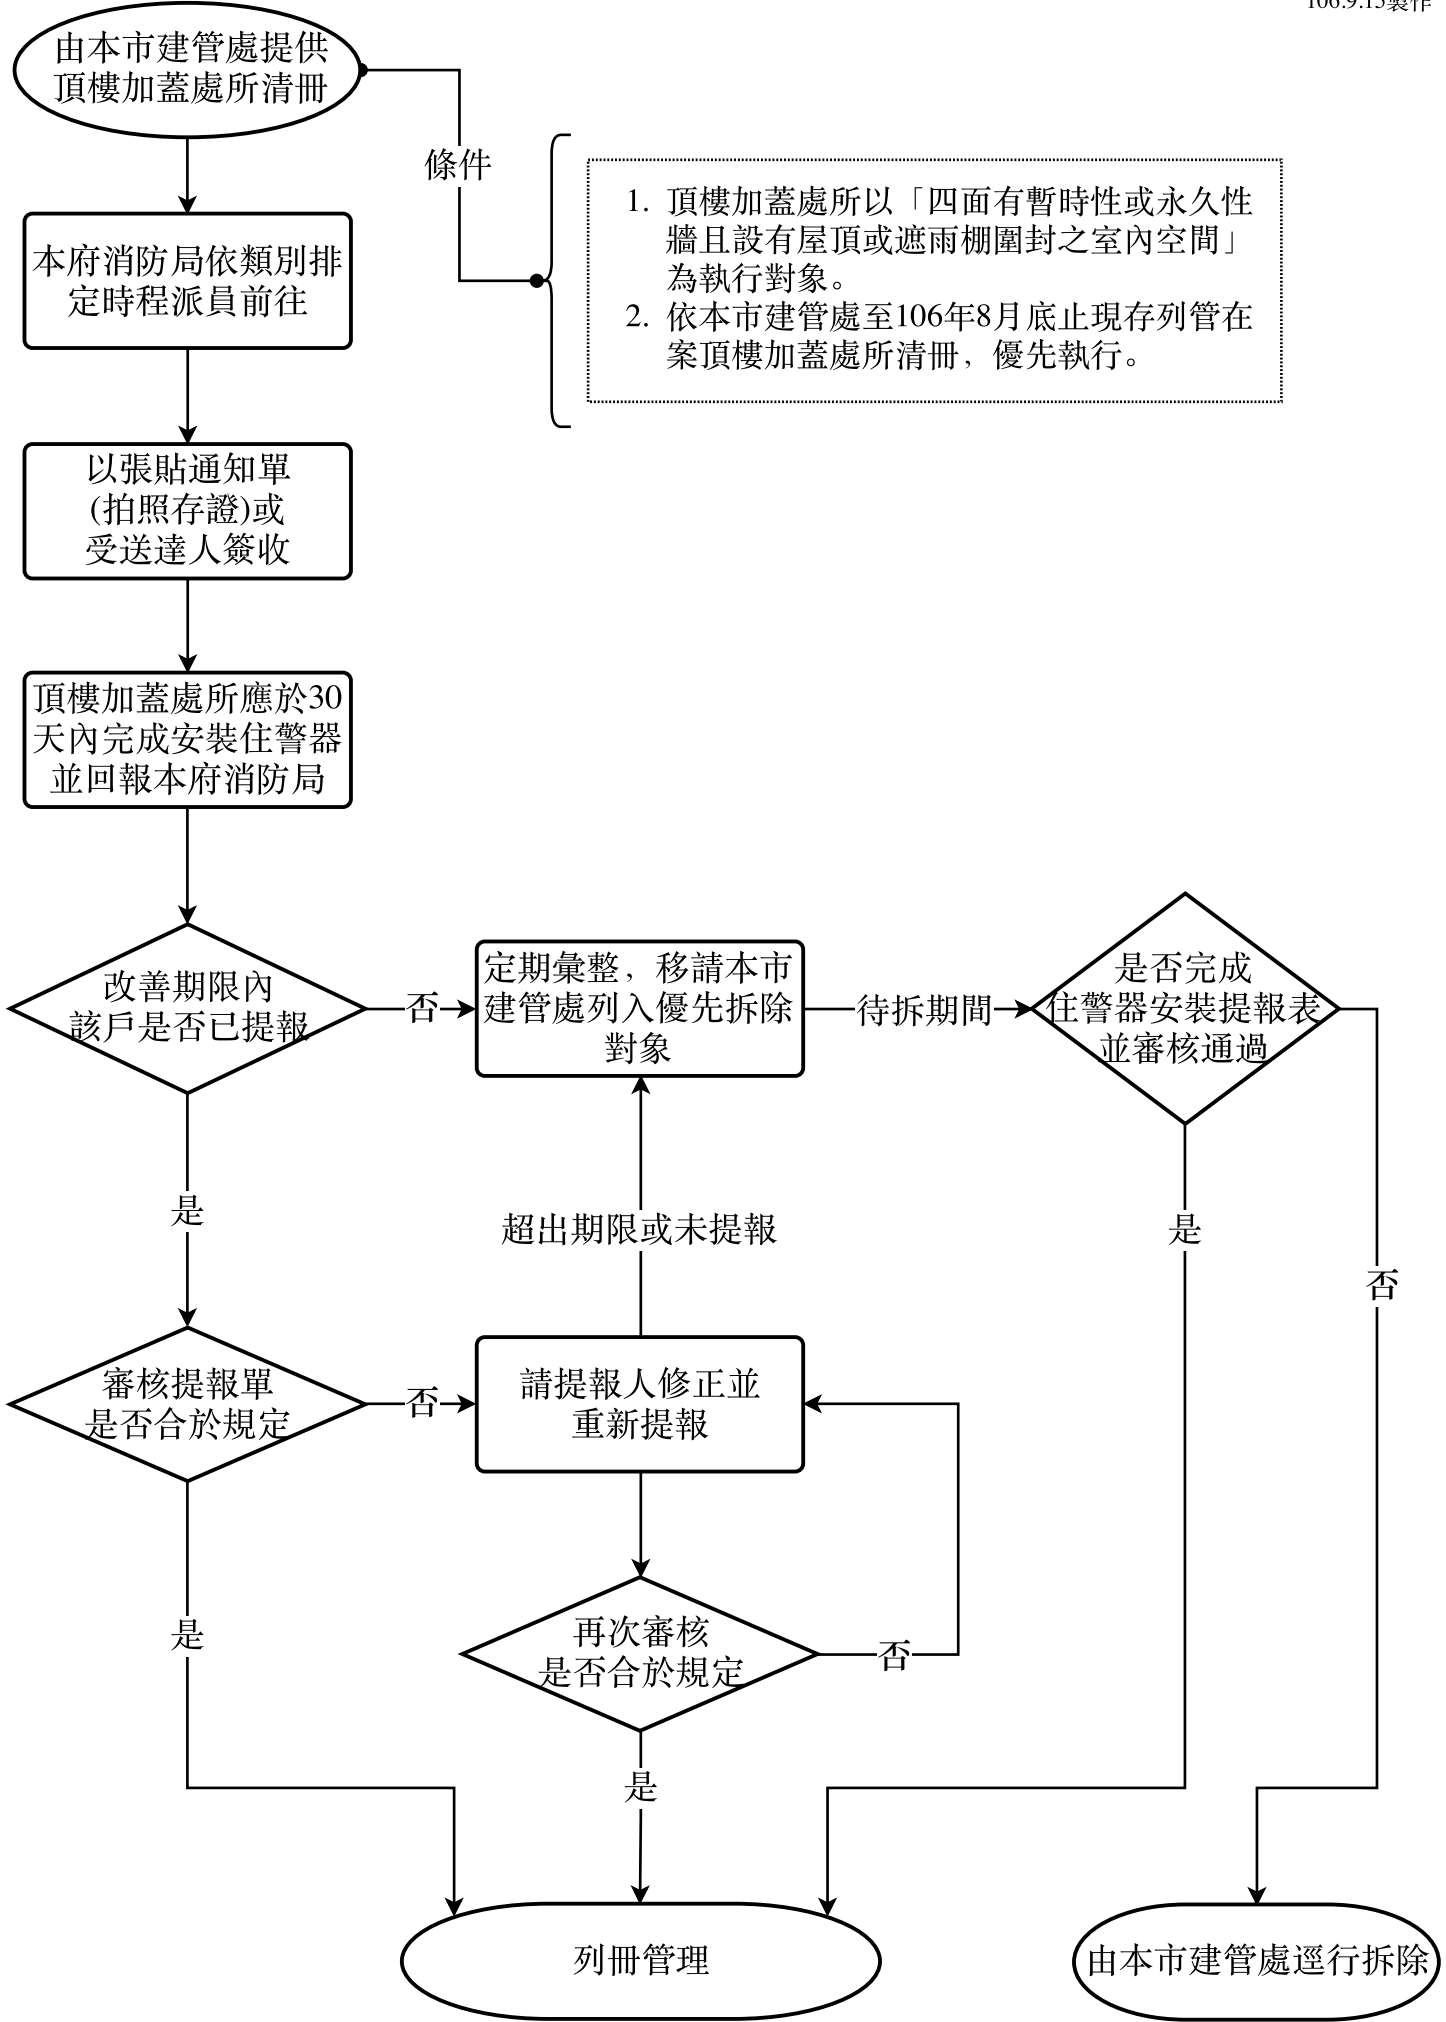 106.9.15製作
由本市建管處提供
頂樓加蓋處所清冊
條件
1. 頂樓加蓋處所以「四面有暫時性或永久性
牆且設有屋頂或遮雨棚圍封之室內空間」
為執行對象。
2. 依本市建管處至106年8月底止現存列管在
案頂樓加蓋處所清冊，優先執行。
本府消防局依類別排
定時程派員前往
以張貼通知單
(拍照存證)或
受送達人簽收
頂樓加蓋處所應於30
天內完成安裝住警器
並回報本府消防局
改善期限內
該戶是否已提報
否
定期彙整，移請本市
建管處列入優先拆除
對象
待拆期間
是否完成
住警器安裝提報表
並審核通過
是
超出期限或未提報
是
否
審核提報單
是否合於規定
否
請提報人修正並
重新提報
是
再次審核
是否合於規定
否
是
列冊管理
由本市建管處逕行拆除